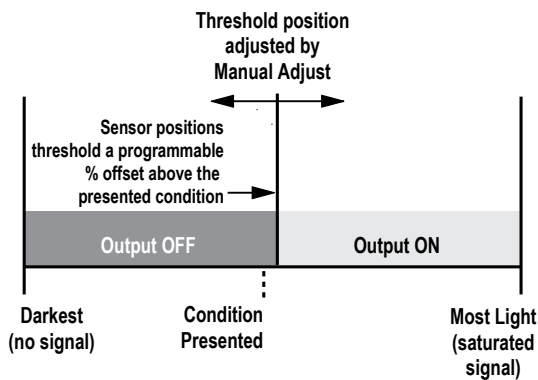 Threshold position
adjusted by
Manual Adjust
Sensor positions
threshold a programmable
% offset above the
presented condition
Output OFF
Output ON
Darkest
(no signal)
Condition
Presented
Most Light
(saturated
signal)